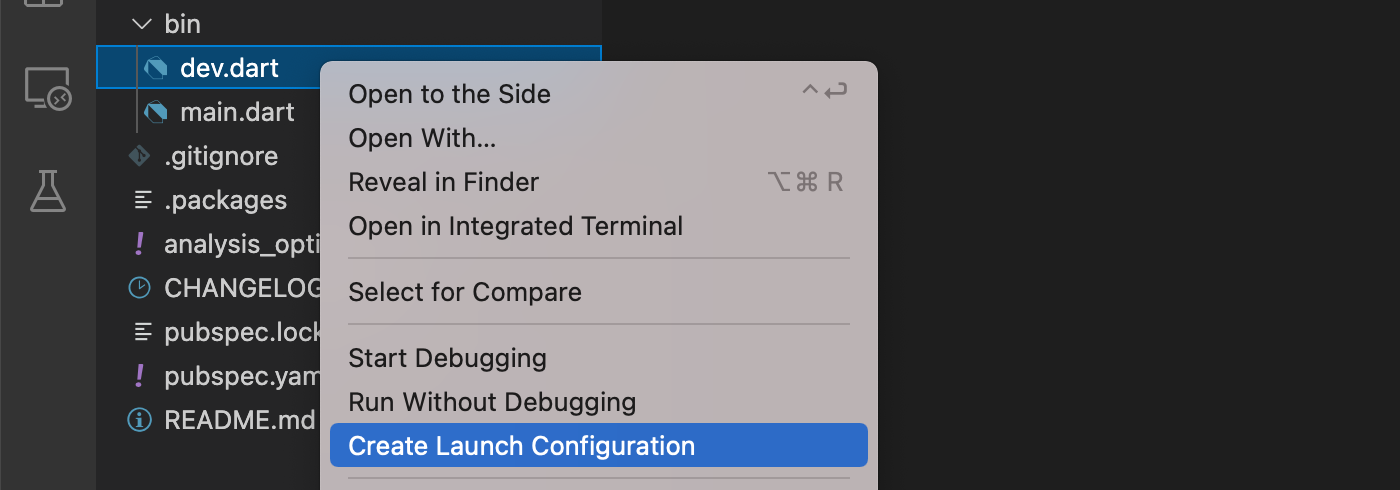 bin
dev.dart
main.dart
.gitignore
.packages
analysis_opti
CHANGELOG
pubspec.lock
pubspec.yam
README.md
Open to the Side ^↩
Open With...
Reveal in Finder ⌥⌘ R
Open in Integrated Terminal
Select for Compare
Start Debugging
Run Without Debugging
Create Launch Configuration